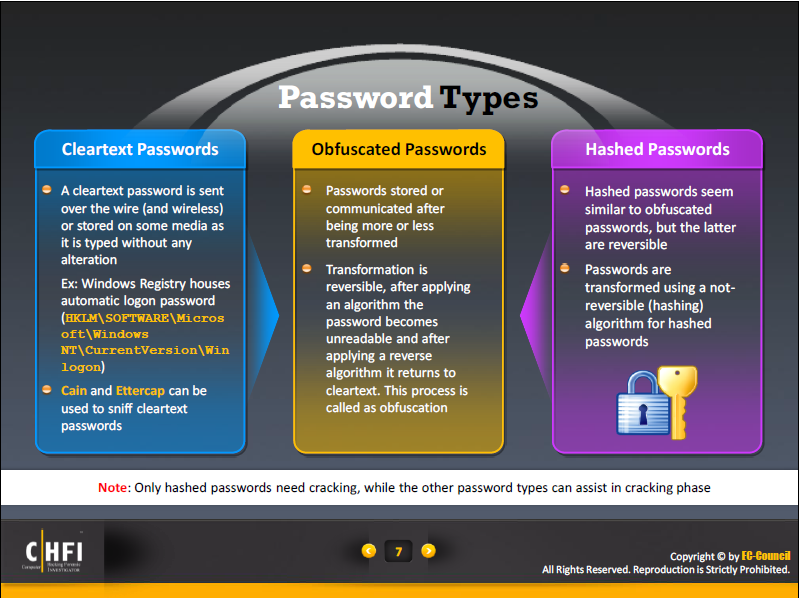 Password Types
Cleartext Passwords
A cleartext password is sent
over the wire (and wireless)
or stored on some media as
it is typed without any
alteration
Ex: Windows Registry houses
automatic logon password
(HKLM\SOFTWARE\Micros
oft\Windows
NT\CurrentVersion\Win
logon)
Cain and Ettercap can be
used to sniff cleartext
passwords
Obfuscated Passwords
Passwords stored or
communicated after
being more or less
transformed
Transformation is
reversible, after applying
an algorithm the
password becomes
unreadable and after
applying a reverse
algorithm it returns to
cleartext. This process is
called as obfuscation
Hashed Passwords
Hashed passwords seem
similar to obfuscated
passwords, but the latter
are reversible
Passwords are
transformed using a not-
reversible (hashing)
algorithm for hashed
passwords
Note: Only hashed passwords need cracking, while the other password types can assist in cracking phase
CHFI
Computer Hacking Forensic
INVESTIGATOR
7
Copyright © by EC-Council
All Rights Reserved. Reproduction is Strictly Prohibited.